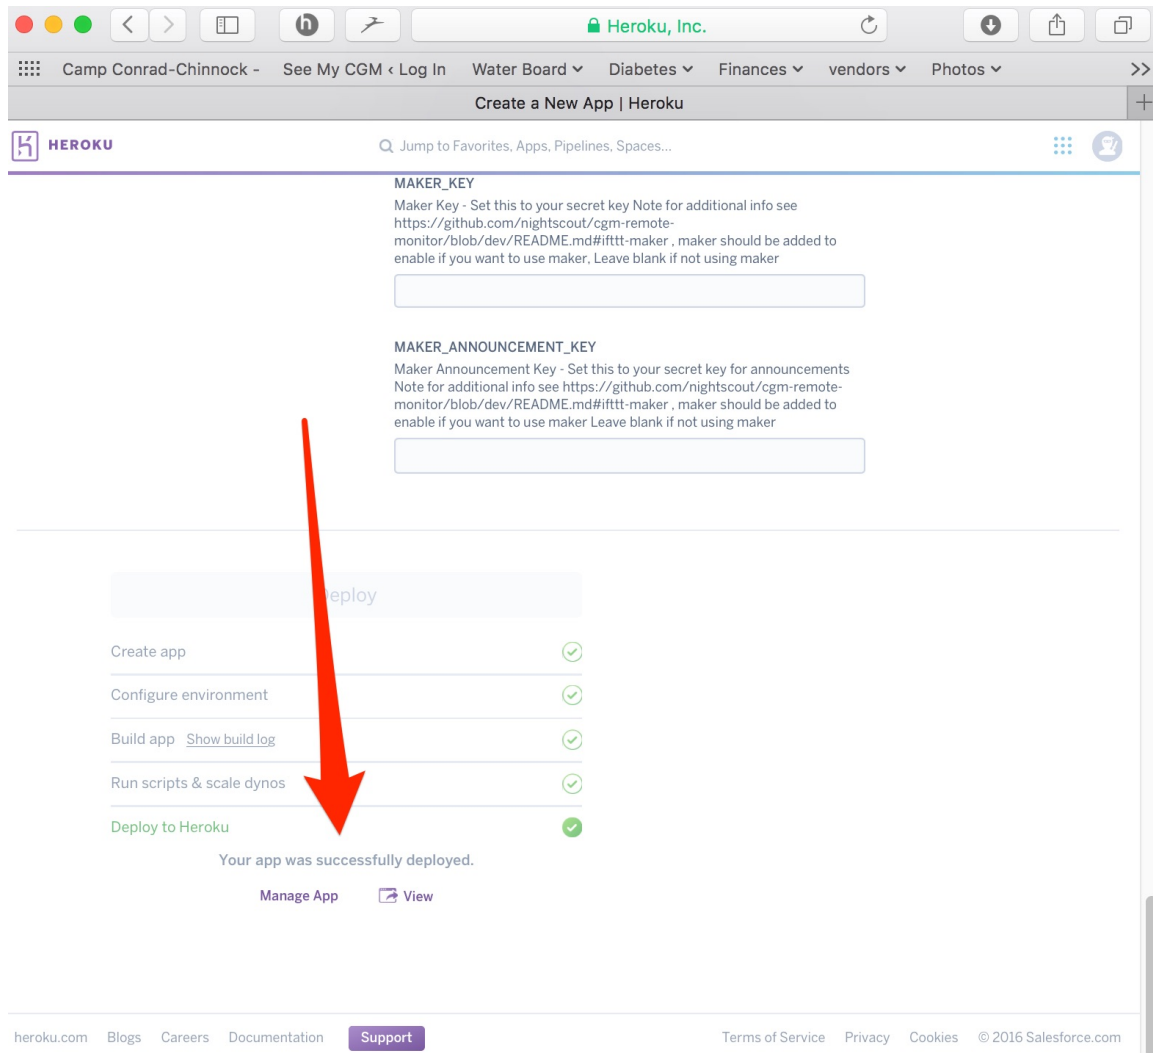 Heroku, Inc.
Camp Conrad-Chinnock - See My CGM ‹ Log In Water Board Diabetes Finances vendors Photos >>
Create a New App | Heroku +
HEROKU Jump to Favorites, Apps, Pipelines, Spaces...
MAKER_KEY
Maker Key - Set this to your secret key Note for additional info see
https://github.com/nightscout/cgm-remote-
monitor/blob/dev/README.md#ifttt-maker , maker should be added to
enable if you want to use maker, Leave blank if not using maker
MAKER_ANNOUNCEMENT_KEY
Maker Announcement Key - Set this to your secret key for announcements
Note for additional info see https://github.com/nightscout/cgm-remote-
monitor/blob/dev/README.md#ifttt-maker , maker should be added to
enable if you want to use maker Leave blank if not using maker
eploy
Create app
Configure environment
Build app Show build log
Run scripts & scale dynos
Deploy to Heroku
Your app was successfully deployed.
Manage App View
heroku.com Blogs Careers Documentation Support Terms of Service Privacy Cookies © 2016 Salesforce.com